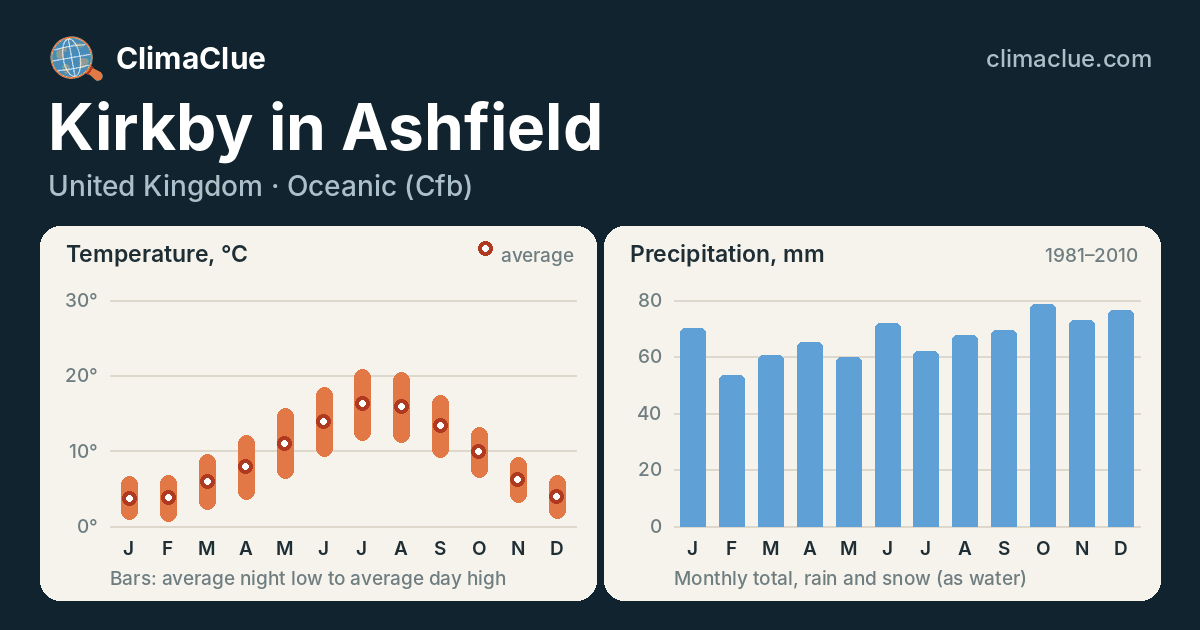 ClimaClue
climaclue.com
Kirkby in Ashfield
United Kingdom · Oceanic (Cfb)
Temperature, °C
average
30°
20°
10°
0°
J F M A M J J A S O N D
Bars: average night low to average day high
Precipitation, mm
1981–2010
80
60
40
20
0
J F M A M J J A S O N D
Monthly total, rain and snow (as water)